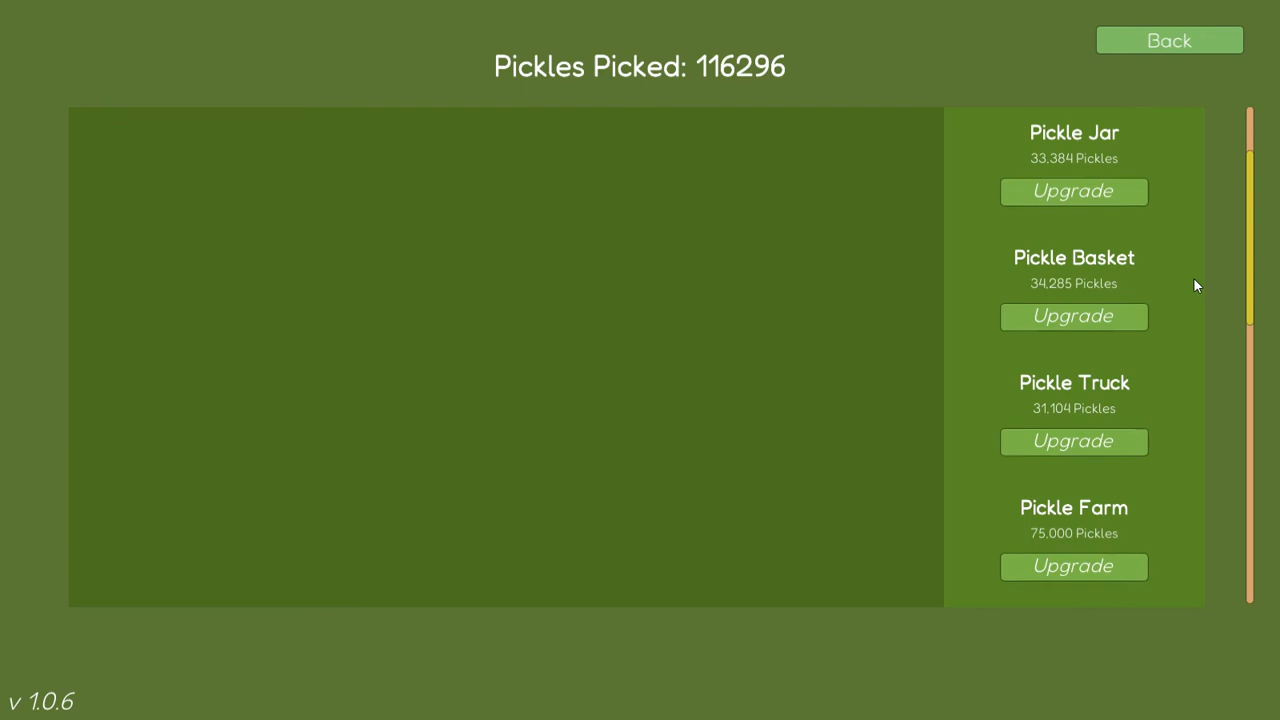 Back
Pickles Picked: 116296
Pickle Jar
33,384 Pickles
Upgrade
Pickle Basket
34,285 Pickles
Upgrade
Pickle Truck
31,104 Pickles
Upgrade
Pickle Farm
75,000 Pickles
Upgrade
v 1.0.6